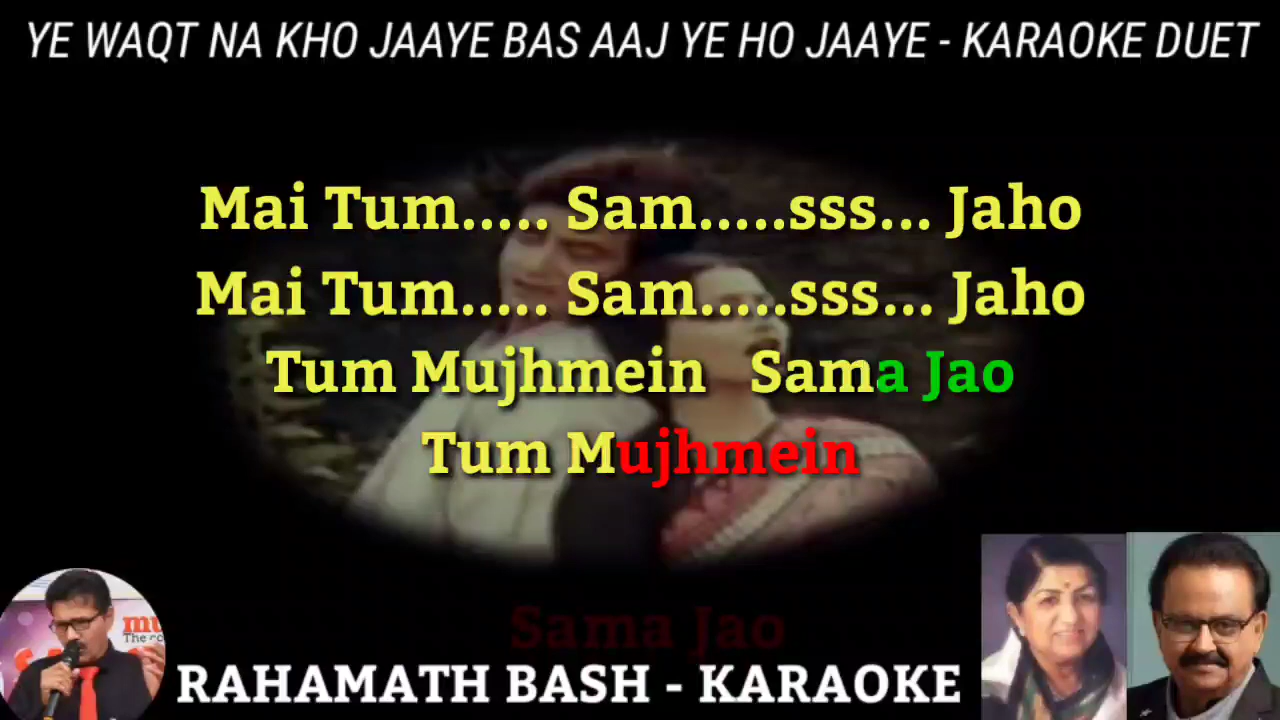 YE WAQT NA KHO JAAYE BAS AAJ YE HO JAAYE - KARAOKE DUET
Mai Tum..... Sam.....sss... Jaho
Mai Tum..... Sam.....sss... Jaho
Tum Mujhmein Sama Jao
Tum Mujhmein
Sama Jao
RAHAMATH BASH - KARAOKE